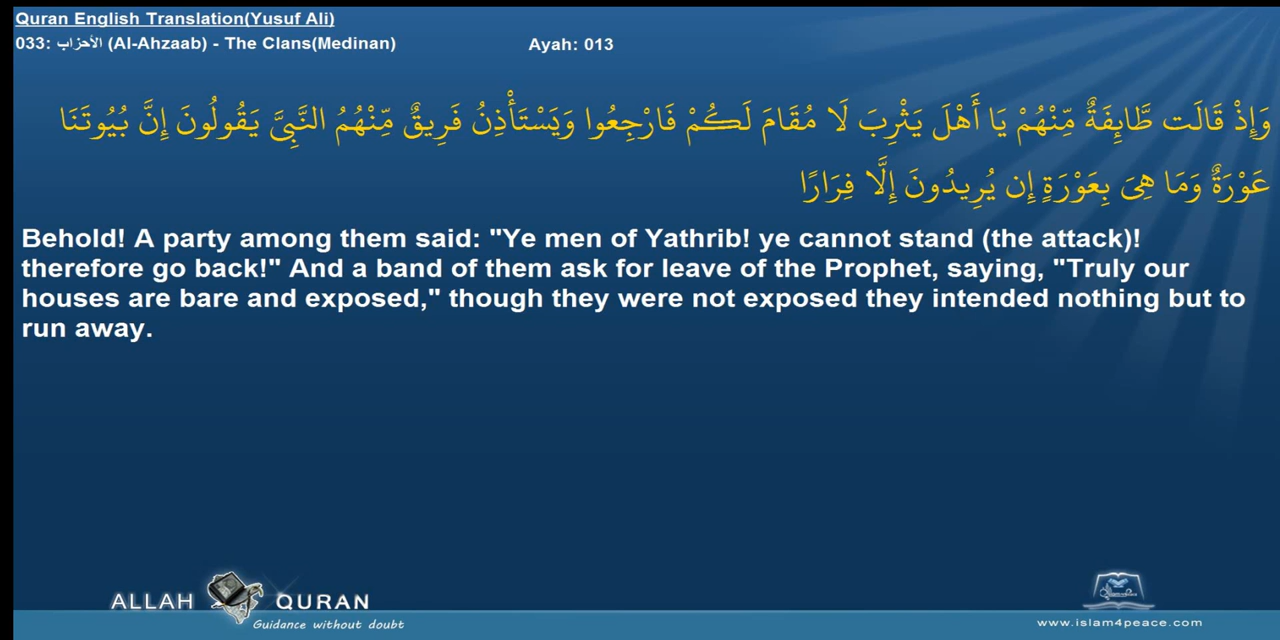 Quran English Translation(Yusuf Ali)
033: الأحزاب (Al-Ahzaab) - The Clans(Medinan) Ayah: 013
وَإِذْ قَالَت طَّائِفَةٌ مِّنْهُمْ يَا أَهْلَ يَثْرِبَ لَا مُقَامَ لَكُمْ فَارْجِعُوا وَيَسْتَأْذِنُ فَرِيقٌ مِّنْهُمُ النَّبِيَّ يَقُولُونَ إِنَّ بُيُوتَنَا
عَوْرَةٌ وَمَا هِيَ بِعَوْرَةٍ إِن يُرِيدُونَ إِلَّا فِرَارًا
Behold! A party among them said: "Ye men of Yathrib! ye cannot stand (the attack)!
therefore go back!" And a band of them ask for leave of the Prophet, saying, "Truly our
houses are bare and exposed," though they were not exposed they intended nothing but to
run away.
ALLAH QURAN
Guidance without doubt
www.islam4peace.com